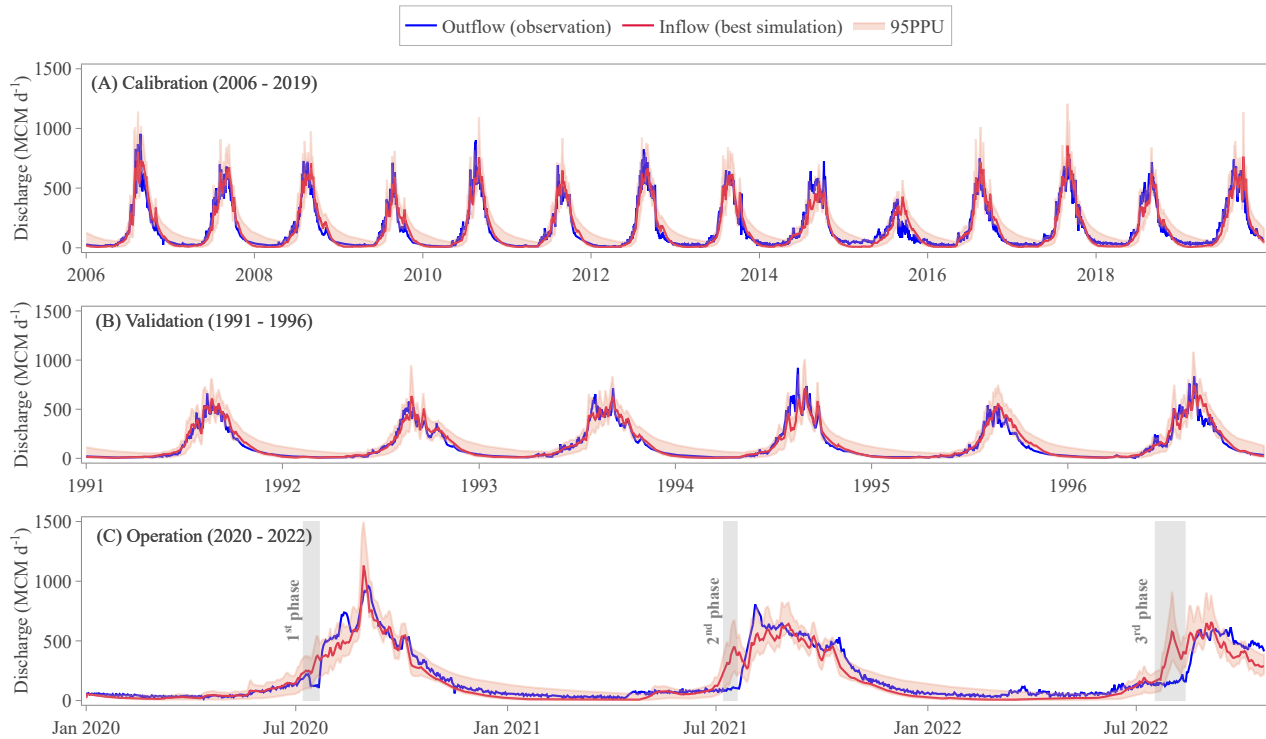 Outflow (observation) Inflow (best simulation) 95PPU
(A) Calibration (2006 - 2019)
Discharge (MCM d⁻¹)
1500
1000
500
0
2006 2008 2010 2012 2014 2016 2018
(B) Validation (1991 - 1996)
Discharge (MCM d⁻¹)
1500
1000
500
0
1991 1992 1993 1994 1995 1996
(C) Operation (2020 - 2022)
Discharge (MCM d⁻¹)
1500
1000
500
0
1st phase
2nd phase
3rd phase
Jan 2020 Jul 2020 Jan 2021 Jul 2021 Jan 2022 Jul 2022